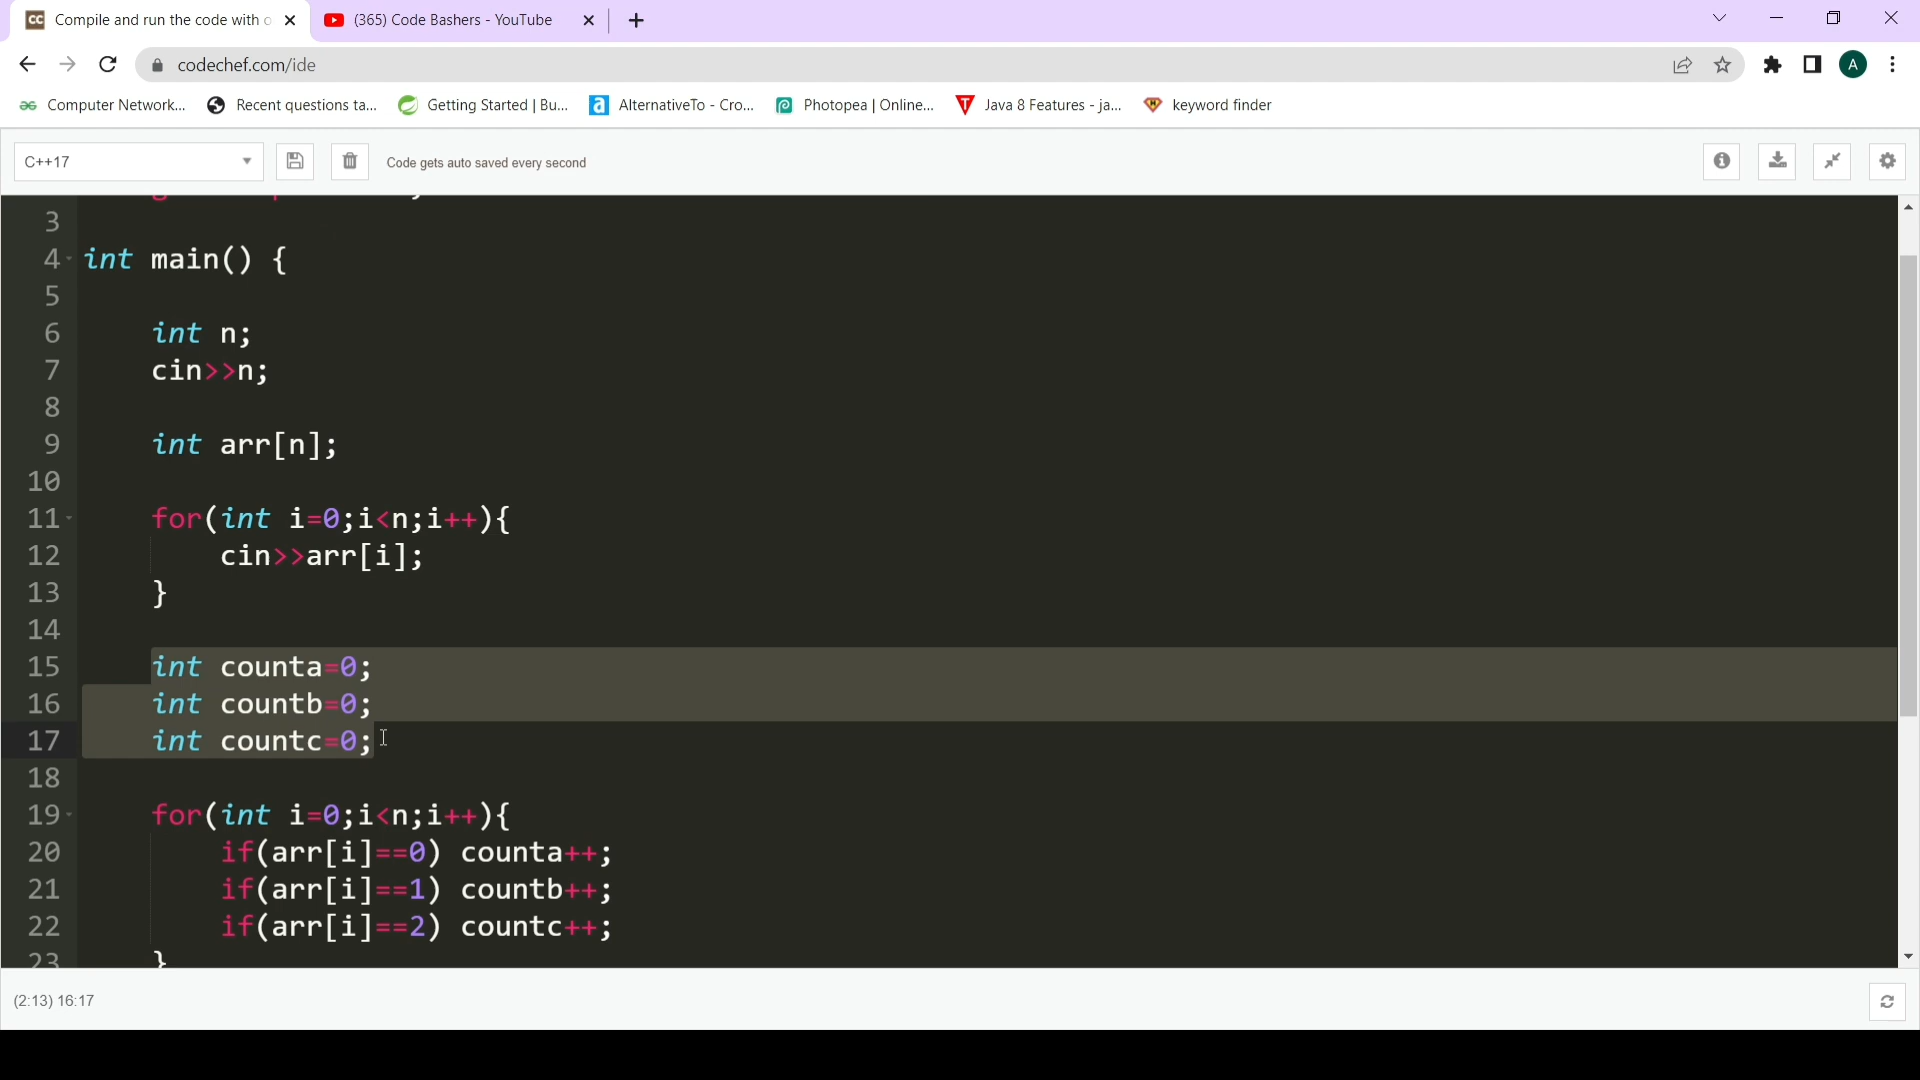 CC Compile and run the code with
(365) Code Bashers - YouTube
codechef.com/ide
A
Computer Network...
Recent questions ta...
Getting Started | Bu...
a AlternativeTo - Cro...
Photopea | Online...
T Java 8 Features - ja...
keyword finder
C++17
Code gets auto saved every second
3
4 int main() {
5
6 int n;
7 cin>>n;
8
9 int arr[n];
10
11 for(int i=0;i<n;i++){
12 cin>>arr[i];
13 }
14
15 int counta=0;
16 int countb=0;
17 int countc=0;
18
19 for(int i=0;i<n;i++){
20 if(arr[i]==0) counta++;
21 if(arr[i]==1) countb++;
22 if(arr[i]==2) countc++;
23 }
(2:13) 16:17